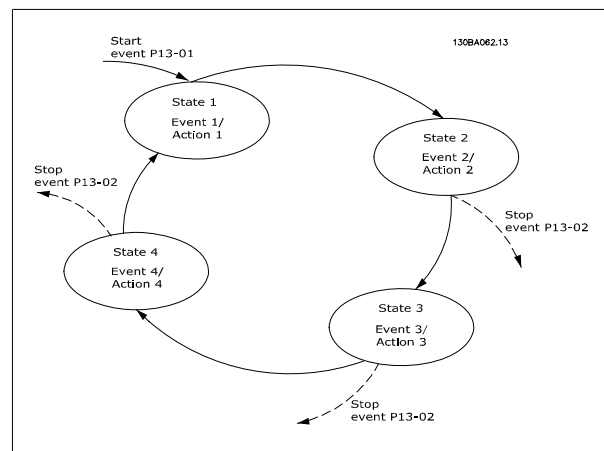 Start
event P13-01
130BA062.13
State 1
Event 1/
Action 1
State 2
Event 2/
Action 2
Stop
event P13-02
Stop
event P13-02
State 4
Event 4/
Action 4
State 3
Event 3/
Action 3
Stop
event P13-02